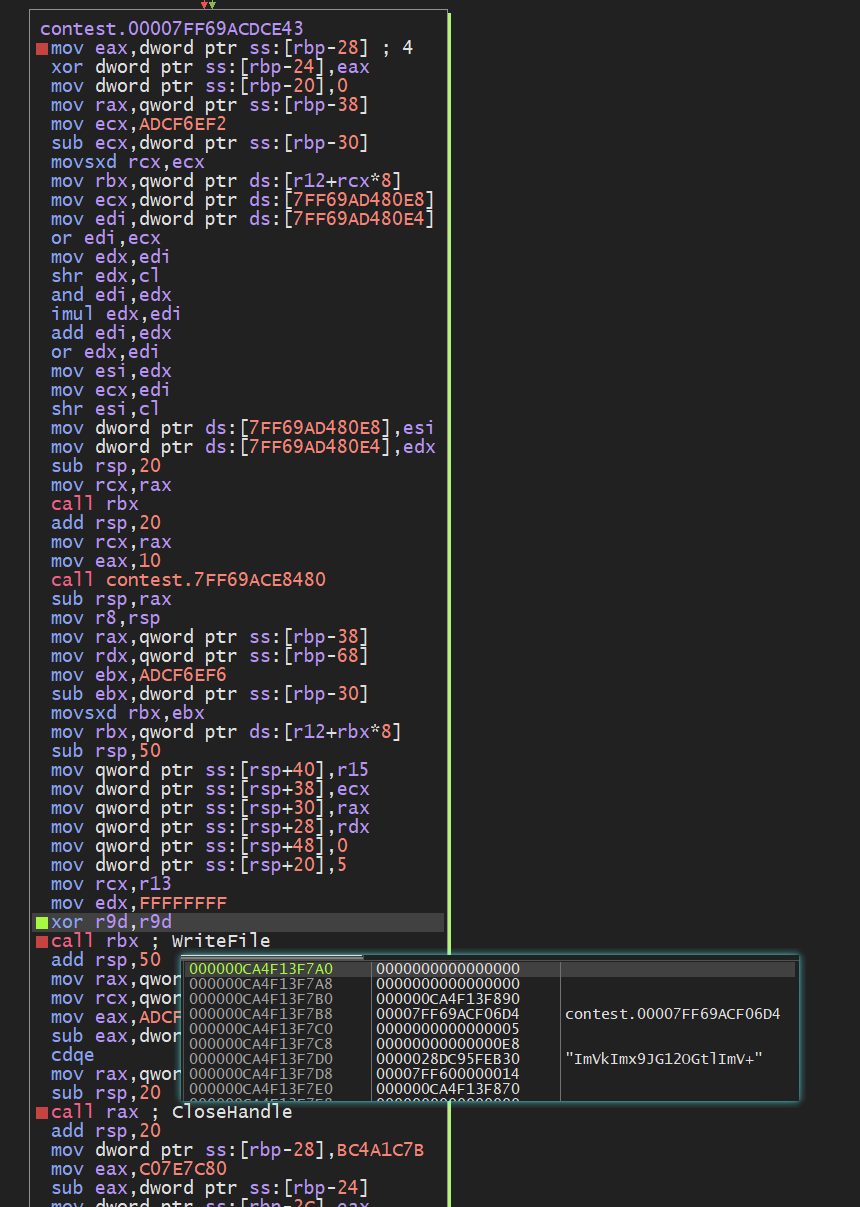 contest.00007FF69ACDCE43
mov eax,dword ptr ss:[rbp-28] ; 4
xor dword ptr ss:[rbp-24],eax
mov dword ptr ss:[rbp-20],0
mov rax,qword ptr ss:[rbp-38]
mov ecx,ADCF6EF2
sub ecx,dword ptr ss:[rbp-30]
movsxd rcx,ecx
mov rbx,qword ptr ds:[r12+rcx*8]
mov ecx,dword ptr ds:[7FF69AD480E8]
mov edi,dword ptr ds:[7FF69AD480E4]
or edi,ecx
mov edx,edi
shr edx,cl
and edi,edx
imul edx,edi
add edi,edx
or edx,edi
mov esi,edx
mov ecx,edi
shr esi,cl
mov dword ptr ds:[7FF69AD480E8],esi
mov dword ptr ds:[7FF69AD480E4],edx
sub rsp,20
mov rcx,rax
call rbx
add rsp,20
mov rcx,rax
mov eax,10
call contest.7FF69ACE8480
sub rsp,rax
mov r8,rsp
mov rax,qword ptr ss:[rbp-38]
mov rdx,qword ptr ss:[rbp-68]
mov ebx,ADCF6EF6
sub ebx,dword ptr ss:[rbp-30]
movsxd rbx,ebx
mov rbx,qword ptr ds:[r12+rbx*8]
sub rsp,50
mov qword ptr ss:[rsp+40],r15
mov dword ptr ss:[rsp+38],ecx
mov qword ptr ss:[rsp+30],rax
mov qword ptr ss:[rsp+28],rdx
mov qword ptr ss:[rsp+48],0
mov dword ptr ss:[rsp+20],5
mov rcx,r13
mov edx,FFFFFFFF
xor r9d,r9d
call rbx ; WriteFile
add rsp,50
mov rax,qwor
mov rcx,qwor
mov eax,ADCF
sub eax,dwor
cdqe
mov rax,qwor
sub rsp,20
000000CA4F13F7A0 0000000000000000
000000CA4F13F7A8 0000000000000000
000000CA4F13F7B0 000000CA4F13F890
000000CA4F13F7B8 00007FF69ACF06D4 contest.00007FF69ACF06D4
000000CA4F13F7C0 0000000000000005
000000CA4F13F7C8 00000000000000E8
000000CA4F13F7D0 0000028DC95FEB30 "ImVkImx9JG12OGtlImV+"
000000CA4F13F7D8 00007FF600000014
000000CA4F13F7E0 000000CA4F13F870
call rax ; CloseHandle
add rsp,20
mov dword ptr ss:[rbp-28],BC4A1C7B
mov eax,C07E7C80
sub eax,dword ptr ss:[rbp-24]
mov dword ptr ss:[rbp-2C],eax